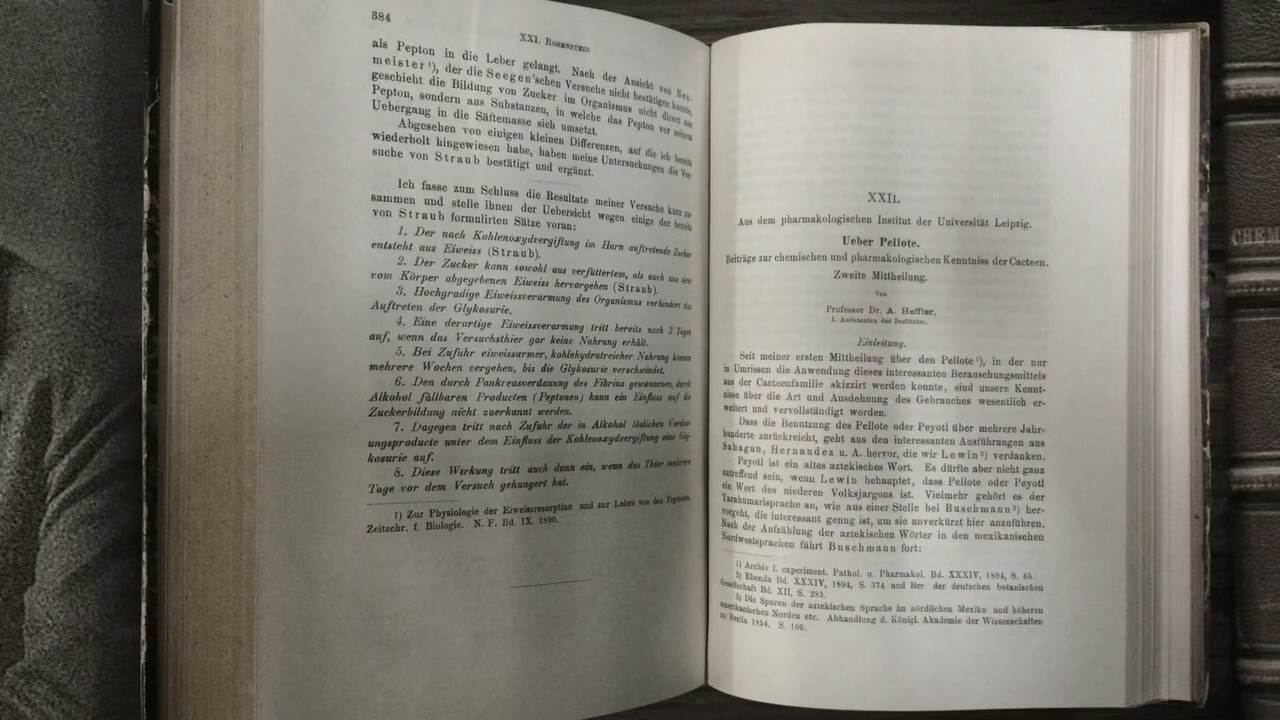 384
XXI. Rosenstein
als Pepton in die Leber gelangt. Nach der Ansicht von Neu-
meister¹), der die Seegen'schen Versuche nicht bestätigen konnte,
geschieht die Bildung von Zucker im Organismus nicht direct aus
Pepton, sondern aus Substanzen, in welche das Pepton vor seinem
Uebergang in die Säftemasse sich umsetzt.
Abgesehen von einigen kleinen Differenzen, auf die ich bereits
wiederholt hingewiesen habe, haben meine Untersuchungen die Ver-
suche von Straub bestätigt und ergänzt.
Ich fasse zum Schluss die Resultate meiner Versuche kurz zu-
sammen und stelle ihnen der Uebersicht wegen einige der bereits
von Straub formulirten Sätze voran:
1. Der nach Kohlenoxydvergiftung im Harn auftretende Zucker
entsteht aus Eiweiss (Straub).
2. Der Zucker kann sowohl aus verfüttertem, als auch aus dem
vom Körper abgegebenen Eiweiss hervorgehen (Straub).
3. Hochgradige Eiweissverarmung des Organismus verhindert das
Auftreten der Glykosurie.
4. Eine derartige Eiweissverarmung tritt bereits nach 3 Tagen
auf, wenn das Versuchsthier gar keine Nahrung erhält.
5. Bei Zufuhr eiweissarmer, kohlehydratreicher Nahrung können
mehrere Wochen vergehen, bis die Glykosurie verschwindet.
6. Den durch Pankreasverdauung des Fibrins gewonnenen, durch
Alkohol fällbaren Producten (Peptonen) kann ein Einfluss auf die
Zuckerbildung nicht zuerkannt werden.
7. Dagegen tritt nach Zufuhr der in Alkohol löslichen Verdau-
ungsproducte unter dem Einfluss der Kohlenoxydvergiftung eine Gly-
kosurie auf.
8. Diese Wirkung tritt auch dann ein, wenn das Thier mehrere
Tage vor dem Versuch gehungert hat.
1) Zur Physiologie der Eiweissresorption und zur Lehre von den Peptonen.
Zeitschr. f. Biologie. N. F. Bd. IX. 1890.
XXII.
Aus dem pharmakologischen Institut der Universität Leipzig.
Ueber Pellote.
Beiträge zur chemischen und pharmakologischen Kenntniss der Cacteen.
Zweite Mittheilung.
Von
Professor Dr. A. Heffter,
I. Assistenten des Institutes.
Einleitung.
Seit meiner ersten Mittheilung über den Pellote¹), in der nur
in Umrissen die Anwendung dieses interessanten Berauschungsmittels
aus der Cacteenfamilie skizzirt werden konnte, sind unsere Kennt-
nisse über die Art und Ausdehnung des Gebrauches wesentlich er-
weitert und vervollständigt worden.
Dass die Benutzung des Pellote oder Peyotl über mehrere Jahr-
hunderte zurückreicht, geht aus den interessanten Ausführungen aus
Sahagun, Hernandez u. A. hervor, die wir Lewin²) verdanken.
Peyotl ist ein altes aztekisches Wort. Es dürfte aber nicht ganz
zutreffend sein, wenn Lewin behauptet, dass Pellote oder Peyotl
ein Wort des niederen Volksjargons ist. Vielmehr gehört es der
Tarahumarisprache an, wie aus einer Stelle bei Buschmann³) her-
vorgeht, die interessant genug ist, um sie unverkürzt hier anzuführen.
Nach der Aufzählung der aztekischen Wörter in den mexikanischen
Nordwestsprachen fährt Buschmann fort:
1) Archiv f. experiment. Pathol. u. Pharmakol. Bd. XXXIV, 1894, S. 65.
2) Ebenda Bd. XXXIV, 1894, S. 374 und Ber. der deutschen botanischen
Gesellschaft Bd. XII, S. 283.
3) Die Spuren der aztekischen Sprache im nördlichen Mexiko und höheren
amerikanischen Norden etc. Abhandlung d. Königl. Akademie der Wissenschaften
zu Berlin 1854. S. 106.
CHEM